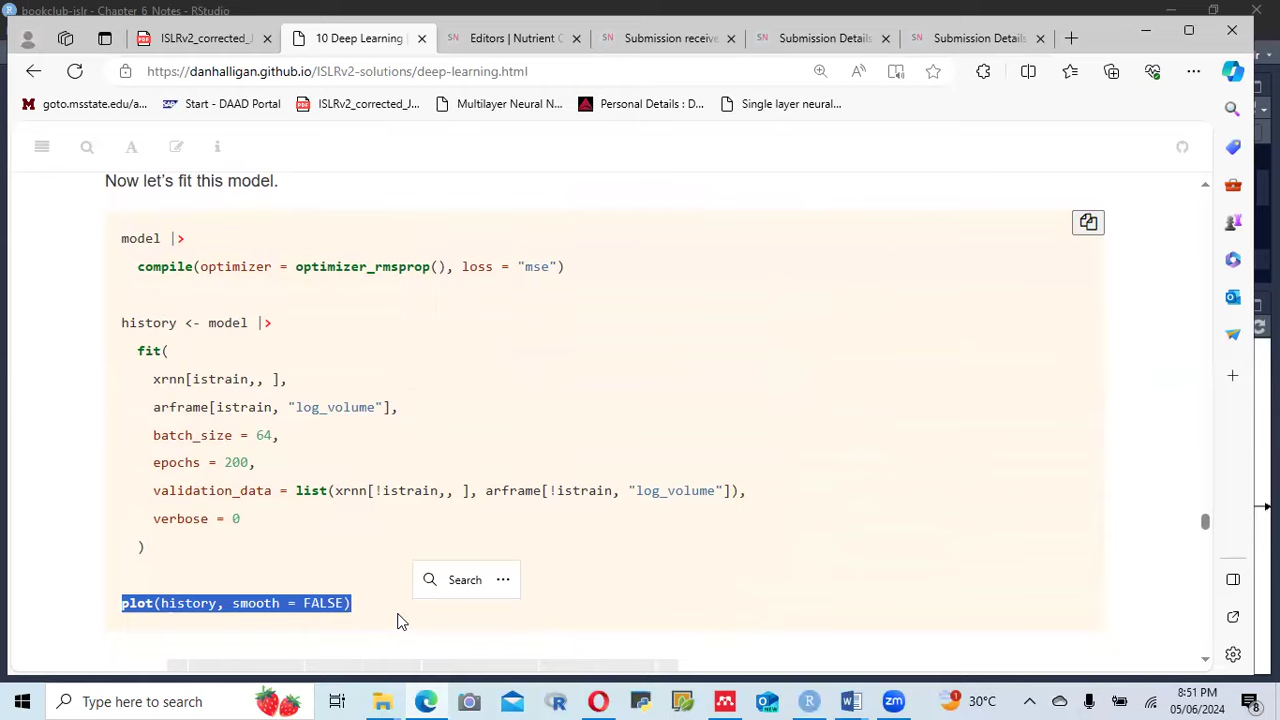 bookclub-islr - Chapter 6 Notes - RStudio
ISLRv2_corrected_J
10 Deep Learning
Editors | Nutrient C
Submission receive
Submission Details
Submission Details
https://danhalligan.github.io/ISLRv2-solutions/deep-learning.html
goto.msstate.edu/a...
Start - DAAD Portal
ISLRv2_corrected_J...
Multilayer Neural N...
Personal Details : D...
Single layer neural...
Now let's fit this model.
model |>
compile(optimizer = optimizer_rmsprop(), loss = "mse")
history <- model |>
fit(
xrnn[istrain,, ],
arframe[istrain, "log_volume"],
batch_size = 64,
epochs = 200,
validation_data = list(xrnn[!istrain,, ], arframe[!istrain, "log_volume"]),
verbose = 0
)
Search
plot(history, smooth = FALSE)
Type here to search
30°C
8:51 PM
05/06/2024